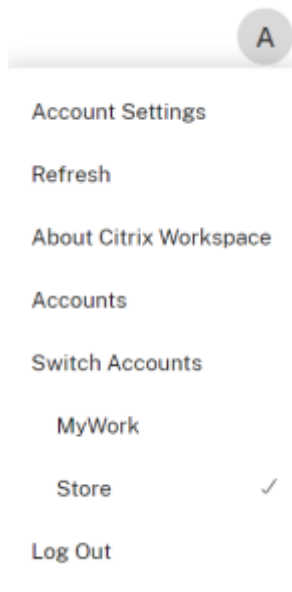 A
Account Settings
Refresh
About Citrix Workspace
Accounts
Switch Accounts
MyWork
Store
Log Out